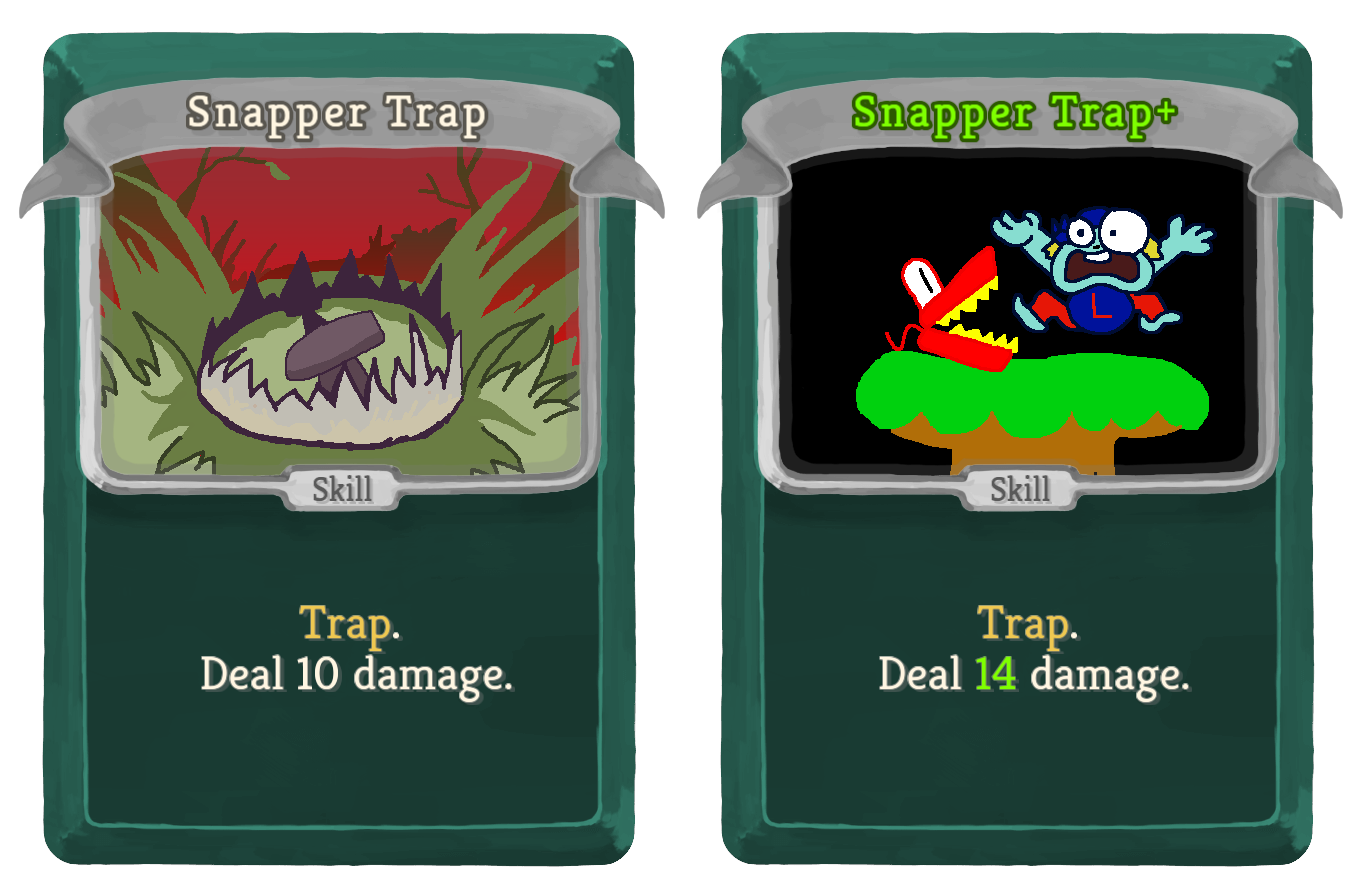 Snapper Trap
Skill
Trap.
Deal 10 damage.
Snapper Trap+
L
Skill
Trap.
Deal 14 damage.